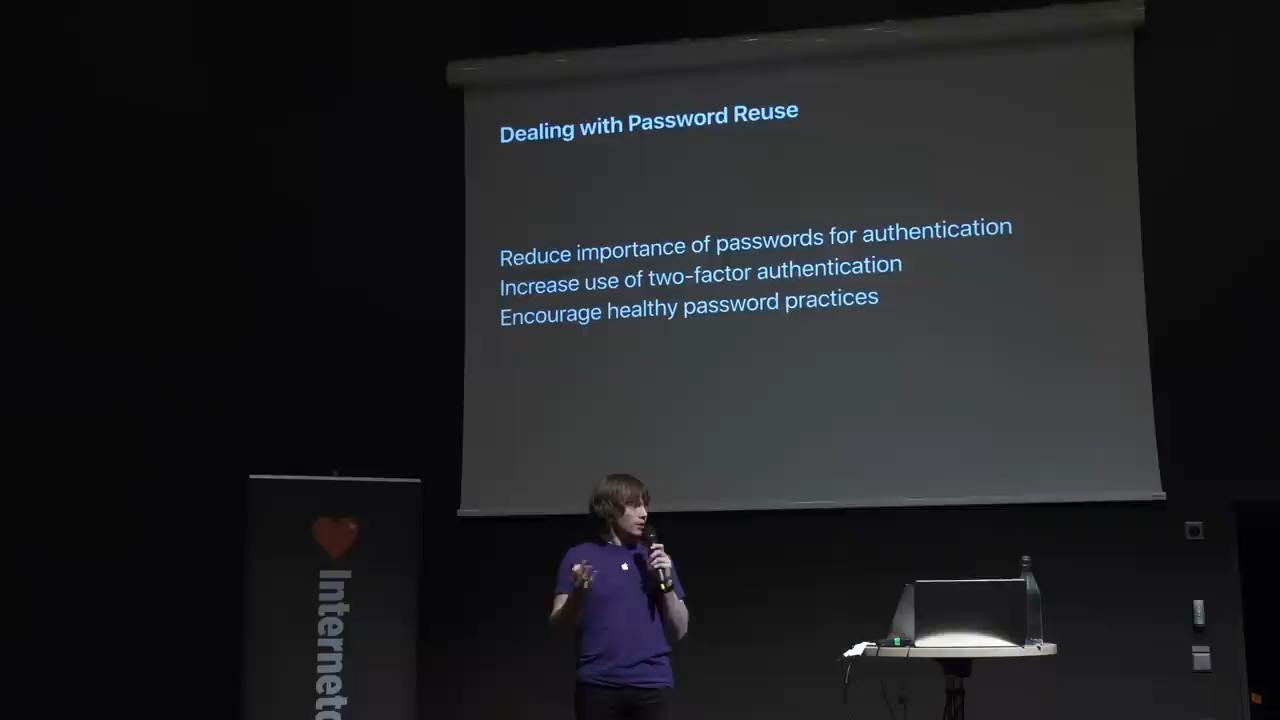 Dealing with Password Reuse
Reduce importance of passwords for authentication
Increase use of two-factor authentication
Encourage healthy password practices
Internetd